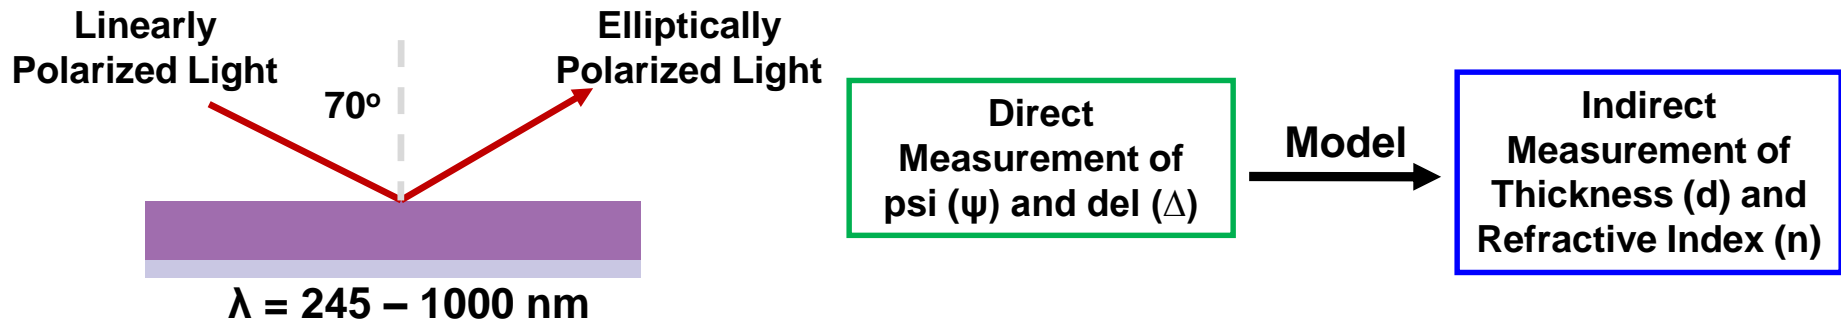 Linearly
Polarized Light
70º
Elliptically
Polarized Light
λ = 245 – 1000 nm
Direct
Measurement of
psi (ψ) and del (Δ)
Model
Indirect
Measurement of
Thickness (d) and
Refractive Index (n)